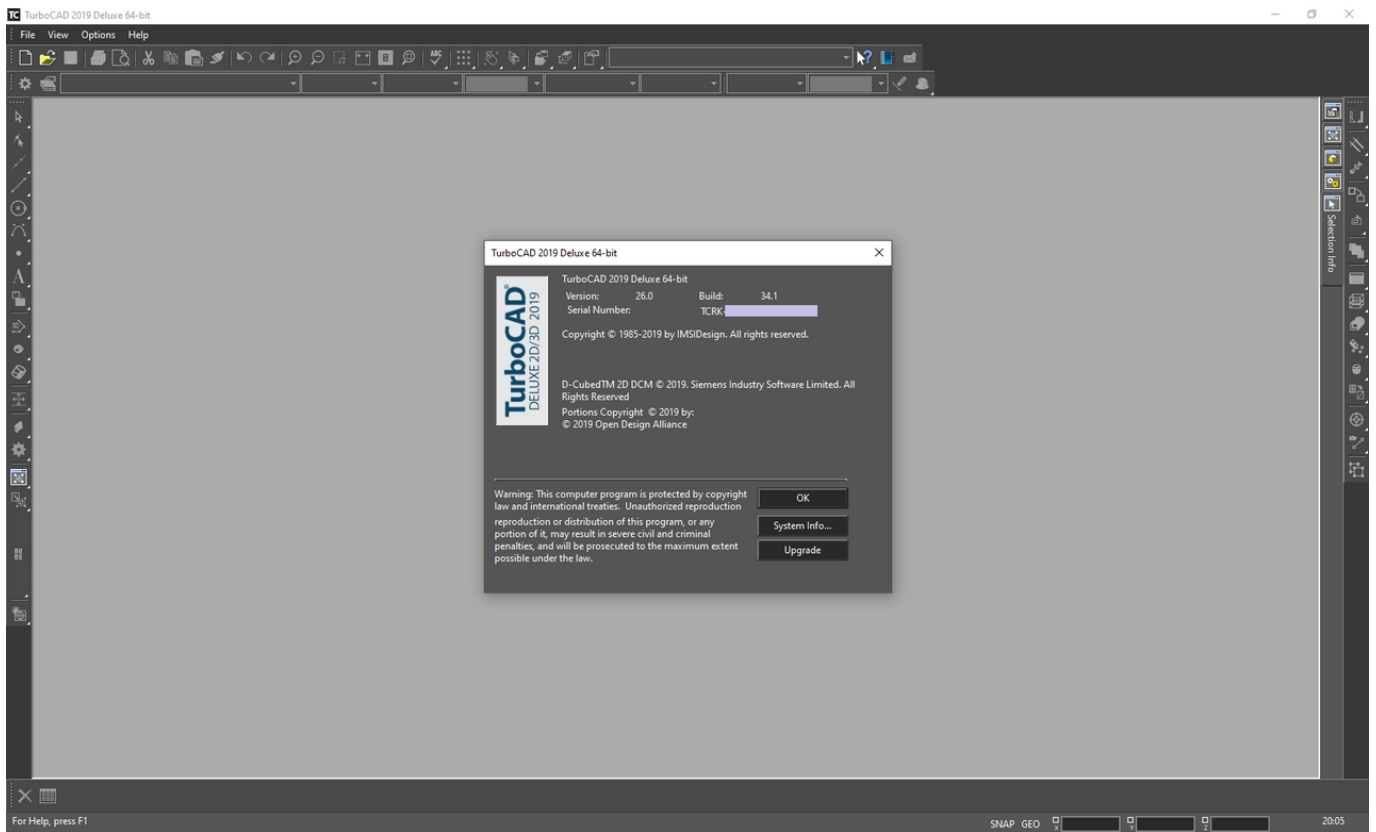 TC TurboCAD 2019 Deluxe 64-bit
File View Options Help
ABC
Selection Info
TurboCAD 2019 Deluxe 64-bit
TurboCAD®
DELUXE 2D/3D 2019
TurboCAD 2019 Deluxe 64-bit
Version: 26.0 Build: 34.1
Serial Number: TCRK-
Copyright © 1985-2019 by IMSIDesign. All rights reserved.
D-CubedTM 2D DCM © 2019. Siemens Industry Software Limited. All
Rights Reserved
Portions Copyright © 2019 by:
© 2019 Open Design Alliance
Warning: This computer program is protected by copyright
law and international treaties. Unauthorized reproduction
reproduction or distribution of this program, or any
portion of it, may result in severe civil and criminal
penalties, and will be prosecuted to the maximum extent
possible under the law.
OK
System Info...
Upgrade
For Help, press F1
SNAP GEO X Y Z 20:05